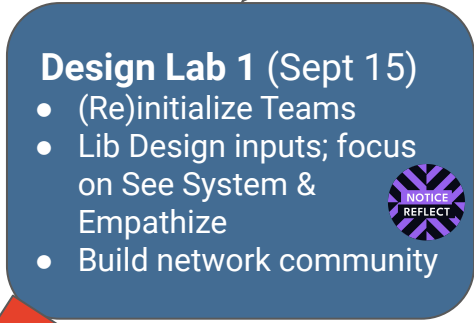 Design Lab 1 (Sept 15)
● (Re)initialize Teams
● Lib Design inputs; focus
on See System &
Empathize
● Build network community
NOTICE
REFLECT